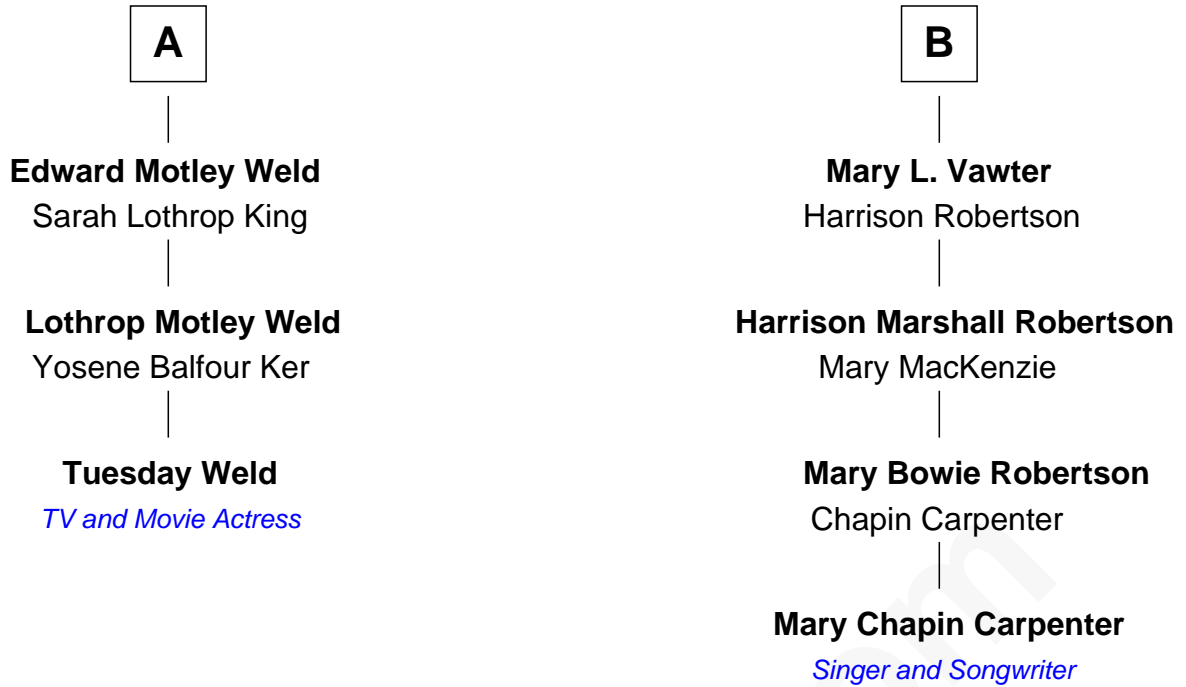 A
Edward Motley Weld
Sarah Lothrop King
Lothrop Motley Weld
Yosene Balfour Ker
Tuesday Weld
TV and Movie Actress
B
Mary L. Vawter
Harrison Robertson
Harrison Marshall Robertson
Mary MacKenzie
Mary Bowie Robertson
Chapin Carpenter
Mary Chapin Carpenter
Singer and Songwriter